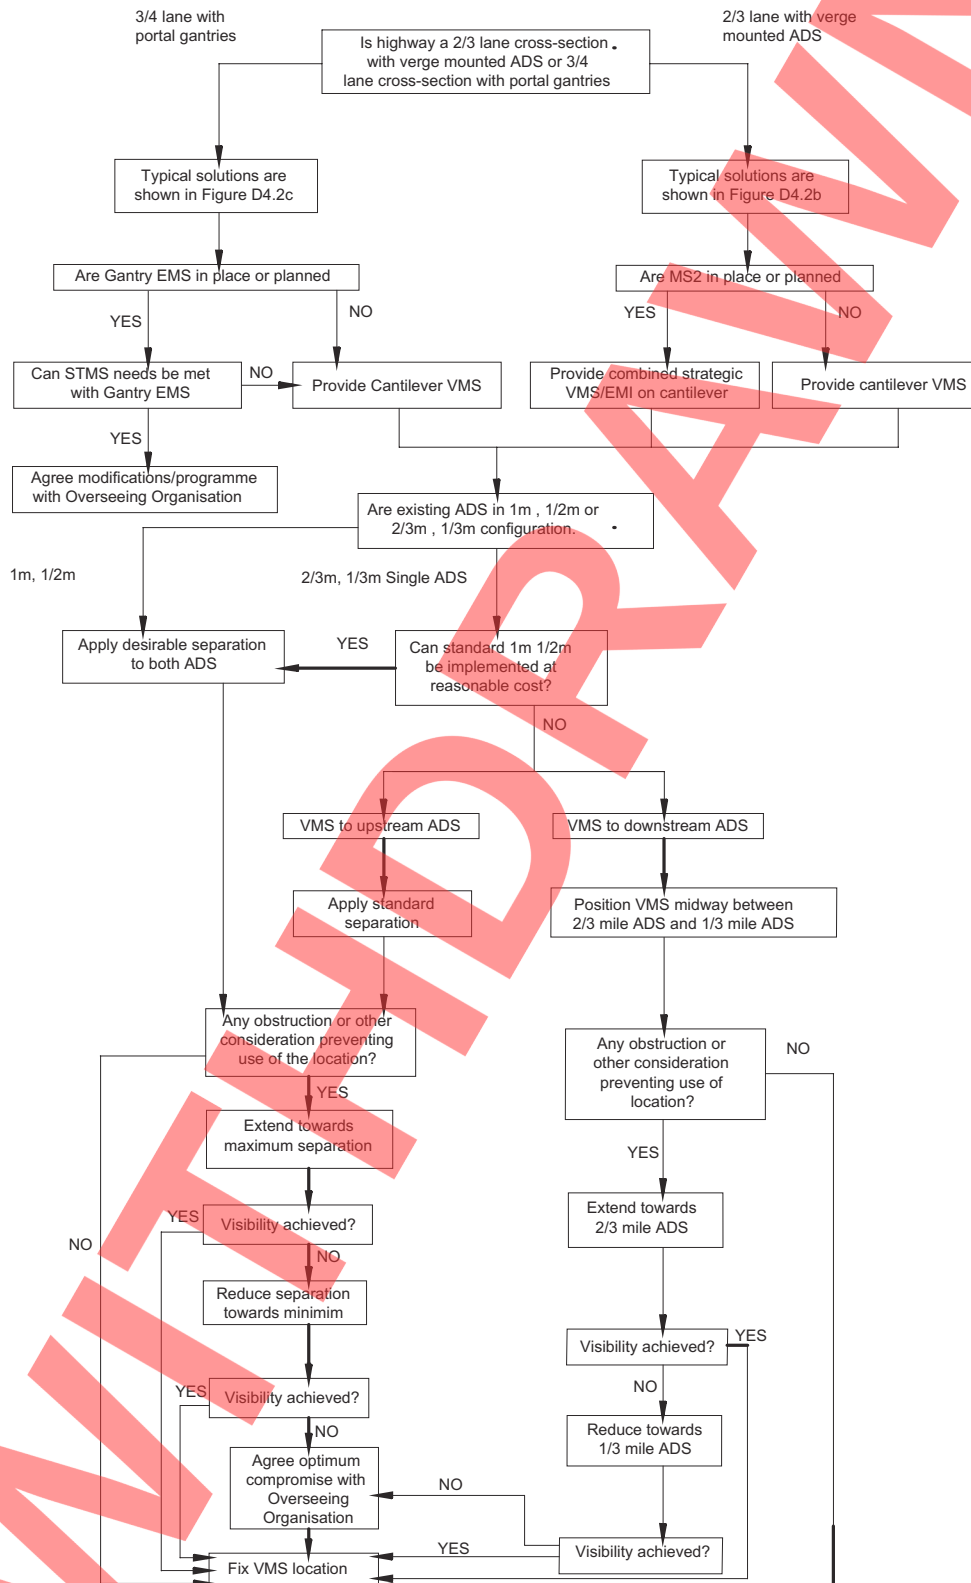 3/4 lane with
portal gantries
2/3 lane with verge
mounted ADS
Is highway a 2/3 lane cross-section .
with verge mounted ADS or 3/4
lane cross-section with portal gantries
Typical solutions are
shown in Figure D4.2c
Typical solutions are
shown in Figure D4.2b
Are Gantry EMS in place or planned
Are MS2 in place or planned
YES
NO
YES
NO
Can STMS needs be met
with Gantry EMS
NO
Provide Cantilever VMS
Provide combined strategic
VMS/EMI on cantilever
Provide cantilever VMS
YES
Agree modifications/programme
with Overseeing Organisation
Are existing ADS in 1m , 1/2m or
2/3m , 1/3m configuration. .
1m, 1/2m
2/3m, 1/3m Single ADS
Apply desirable separation
to both ADS
YES
Can standard 1m 1/2m
be implemented at
reasonable cost?
NO
VMS to upstream ADS
VMS to downstream ADS
Apply standard
separation
Position VMS midway between
2/3 mile ADS and 1/3 mile ADS
Any obstruction or other
consideration preventing
use of the location?
Any obstruction or
other consideration
preventing use of
location?
NO
YES
Extend towards
maximum separation
YES
Extend towards
2/3 mile ADS
YES
Visibility achieved?
NO
NO
Reduce separation
towards minimim
Visibility achieved?
YES
NO
YES
Visibility achieved?
NO
Reduce towards
1/3 mile ADS
Agree optimum
compromise with
Overseeing
Organisation
NO
YES
Visibility achieved?
Fix VMS location
WITHDRAWN